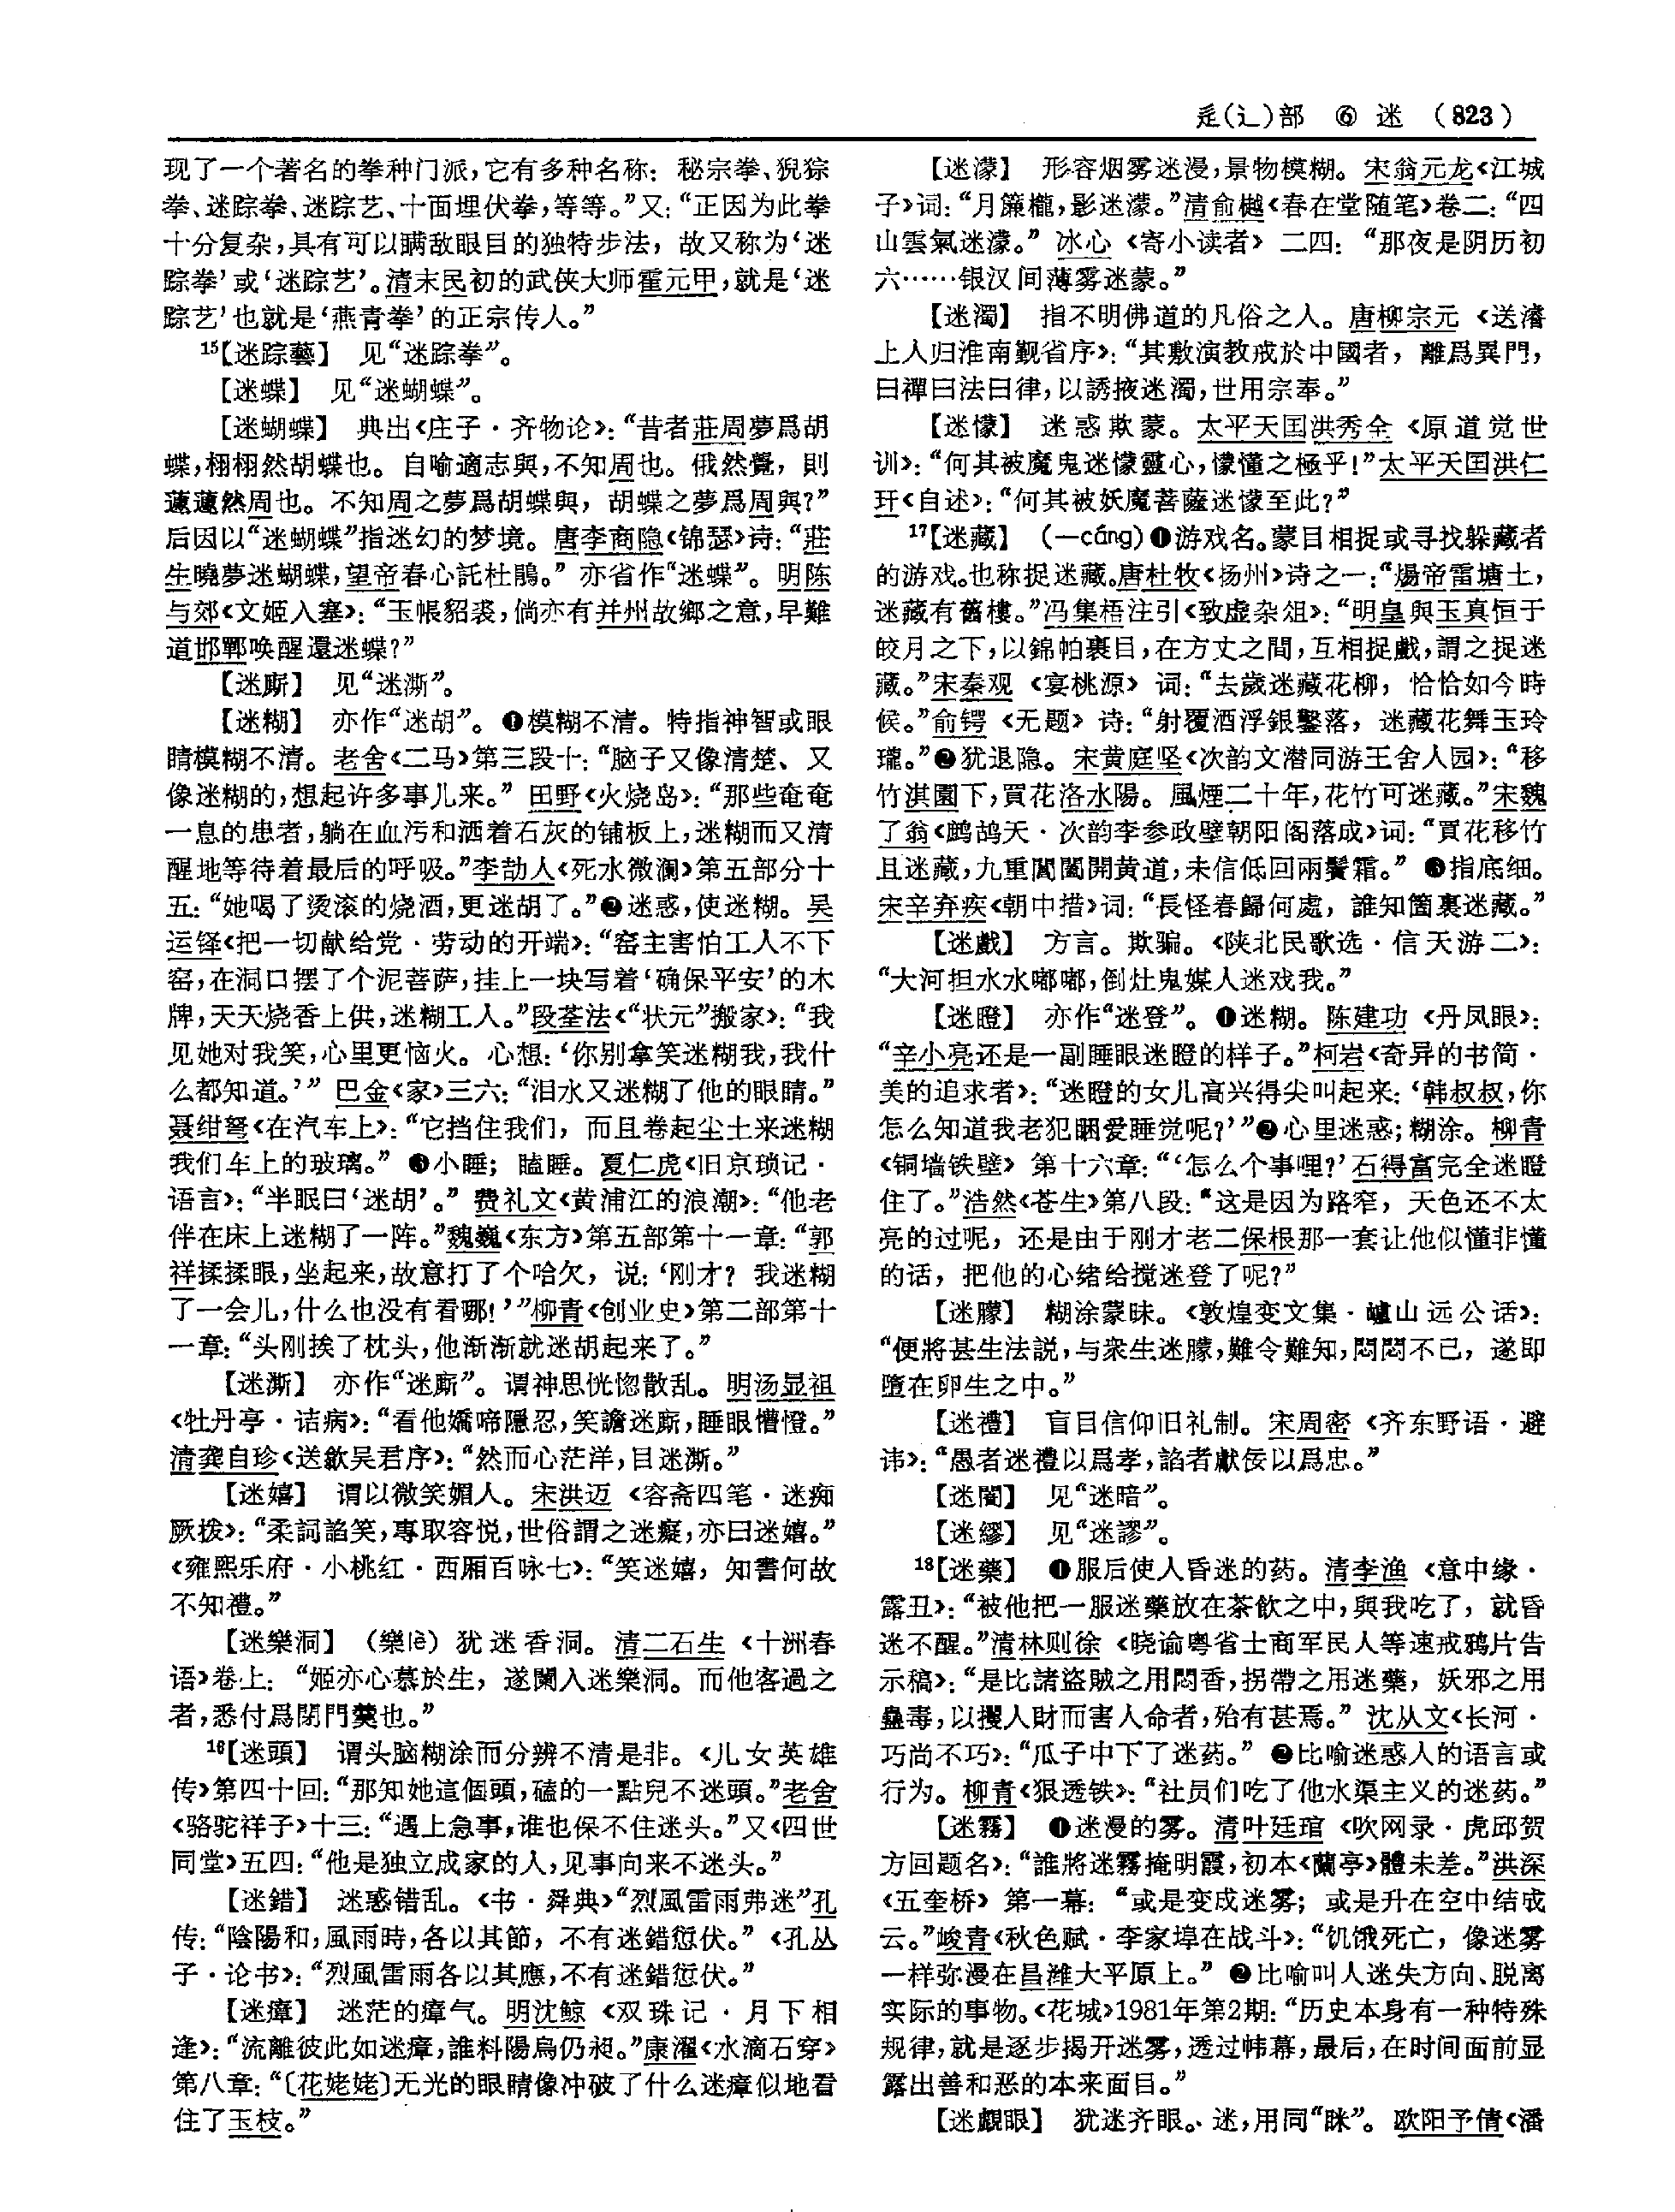 辵(辶)部 ⑥ 迷 (823)
现了一个著名的拳种门派,它有多种名称: 秘宗拳、猊猔
拳、迷踪拳、迷踪艺、十面埋伏拳,等等。”又:“正因为此拳
十分复杂,具有可以瞒敌眼目的独特步法, 故又称为‘迷
踪拳’或‘迷踪艺’。清末民初的武侠大师霍元甲,就是‘迷
踪艺’也就是‘燕青拳’的正宗传人。”
15【迷踪藝】 见“迷踪拳”。
【迷蝶】 见“迷蝴蝶”。
【迷蝴蝶】 典出《庄子·齐物论》:“昔者莊周夢爲胡
蝶,栩栩然胡蝶也。自喻適志與,不知周也。俄然覺, 則
蘧蘧然周也。不知周之夢爲胡蝶與, 胡蝶之夢爲周與?”
后因以“迷蝴蝶”指迷幻的梦境。唐李商隐《锦瑟》诗:“莊
生曉夢迷蝴蝶,望帝春心託杜鵑。”亦省作“迷蝶”。明陈
与郊《文姬入塞》:“玉帳貂裘,倘亦有并州故鄉之意,早難
道邯鄲唤醒還迷蝶?”
【迷廝】 见“迷澌”。
【迷糊】 亦作“迷胡”。❶模糊不清。特指神智或眼
睛模糊不清。老舍《二马》第三段十:“脑子又像清楚、又
像迷糊的,想起许多事儿来。”田野《火烧岛》:“那些奄奄
一息的患者,躺在血污和洒着石灰的铺板上,迷糊而又清
醒地等待着最后的呼吸。”李劼人《死水微澜》第五部分十
五:“她喝了烫滚的烧酒,更迷胡了。”❷迷惑,使迷糊。吴
运铎《把一切献给党·劳动的开端》:“窑主害怕工人不下
窑,在洞口摆了个泥菩萨,挂上一块写着‘确保平安’的木
牌,天天烧香上供,迷糊工人。”段荃法《“状元”搬家》:“我
见她对我笑,心里更恼火。心想:‘你别拿笑迷糊我,我什
么都知道。’” 巴金《家》三六:“泪水又迷糊了他的眼睛。”
聂绀弩《在汽车上》:“它挡住我们, 而且卷起尘土来迷糊
我们车上的玻璃。” ❸小睡; 瞌睡。夏仁虎《旧京琐记·
语言》:“半眠曰‘迷胡’。” 费礼文《黄浦江的浪潮》:“他老
伴在床上迷糊了一阵。”魏巍《东方》第五部第十一章:“郭
祥揉揉眼,坐起来,故意打了个哈欠, 说:‘刚才? 我迷糊
了一会儿,什么也没有看哪!’”柳青《创业史》第二部第十
一章:“头刚挨了枕头,他渐渐就迷胡起来了。”
【迷澌】 亦作“迷廝”。谓神思恍惚散乱。明汤显祖
《牡丹亭·诘病》:“看他嬌啼隱忍,笑譫迷廝,睡眼懵憕。”
清龚自珍《送歙吴君序》:“然而心茫洋,目迷澌。”
【迷嬉】 谓以微笑媚人。宋洪迈《容斋四笔·迷痴
厥拨》:“柔詞諂笑,專取容悦,世俗謂之迷癡,亦曰迷嬉。”
《雍熙乐府·小桃红·西厢百咏七》:“笑迷嬉, 知書何故
不知禮。”
【迷樂洞】 (樂lè) 犹迷香洞。清二石生《十洲春
语》卷上: “姬亦心慕於生, 遂闌入迷樂洞。而他客過之
者,悉付爲閉門羹也。”
16【迷頭】 谓头脑糊涂而分辨不清是非。《儿女英雄
传》第四十回:“那知她這個頭,磕的一點兒不迷頭。”老舍
《骆驼祥子》十三:“遇上急事,谁也保不住迷头。”又《四世
同堂》五四:“他是独立成家的人,见事向来不迷头。”
【迷錯】 迷惑错乱。《书·舜典》“烈風雷雨弗迷”孔
传:“陰陽和,風雨時,各以其節, 不有迷錯愆伏。” 《孔丛
子·论书》:“烈風雷雨各以其應,不有迷錯愆伏。”
【迷瘴】 迷茫的瘴气。明沈鲸《双珠记·月下相
逢》:“流離彼此如迷瘴,誰料陽烏仍昶。”康濯《水滴石穿》
第八章:“〔花姥姥〕无光的眼睛像冲破了什么迷瘴似地看
住了玉枝。”
【迷濛】 形容烟雾迷漫,景物模糊。宋翁元龙《江城
子》词:“月簾櫳,影迷濛。”清俞樾《春在堂随笔》卷二:“四
山雲氣迷濛。” 冰心《寄小读者》二四: “那夜是阴历初
六……银汉间薄雾迷蒙。”
【迷濁】 指不明佛道的凡俗之人。唐柳宗元《送濬
上人归淮南觐省序》:“其敷演教戒於中國者, 離爲異門,
曰禪曰法曰律,以誘掖迷濁,世用宗奉。”
【迷懞】 迷惑欺蒙。太平天囯洪秀全《原道觉世
训》:“何其被魔鬼迷懞靈心,懞懂之極乎!”太平天囯洪仁
玕《自述》:“何其被妖魔菩薩迷懞至此?”
17【迷藏】 (—cáng)❶游戏名。蒙目相捉或寻找躲藏者
的游戏。也称捉迷藏。唐杜牧《扬州》诗之一:“煬帝雷塘土,
迷藏有舊樓。”冯集梧注引《致虚杂俎》:“明皇與玉真恒于
皎月之下,以錦帕裹目,在方丈之間,互相捉戲,謂之捉迷
藏。”宋秦观《宴桃源》词:“去歲迷藏花柳, 恰恰如今時
候。”俞锷《无题》诗:“射覆酒浮銀鑿落, 迷藏花舞玉玲
瓏。”❷犹退隐。宋黄庭坚《次韵文潜同游王舍人园》:“移
竹淇園下,買花洛水陽。風煙二十年,花竹可迷藏。”宋魏
了翁《鹧鸪天·次韵李参政壁朝阳阁落成》词:“買花移竹
且迷藏,九重閶闔開黄道,未信低回兩鬢霜。” ❸指底细。
宋辛弃疾《朝中措》词:“長怪春歸何處, 誰知箇裏迷藏。”
【迷戲】 方言。欺骗。《陕北民歌选·信天游二》:
“大河担水水嘟嘟,倒灶鬼媒人迷戏我。”
【迷瞪】 亦作“迷登”。❶迷糊。陈建功《丹凤眼》:
“辛小亮还是一副睡眼迷瞪的样子。”柯岩《奇异的书简·
美的追求者》:“迷瞪的女儿高兴得尖叫起来:‘韩叔叔,你
怎么知道我老犯睏爱睡觉呢?’”❷心里迷惑;糊涂。柳青
《铜墙铁壁》第十六章:“‘怎么个事哩?’石得富完全迷瞪
住了。”浩然《苍生》第八段:“这是因为路窄, 天色还不太
亮的过呢, 还是由于刚才老二保根那一套让他似懂非懂
的话, 把他的心绪给搅迷登了呢?”
【迷朦】 糊涂蒙昧。《敦煌变文集·廬山远公话》:
“便將甚生法説,与衆生迷朦,難令難知,悶悶不已, 遂即
墮在卵生之中。”
【迷禮】 盲目信仰旧礼制。宋周密《齐东野语·避
讳》:“愚者迷禮以爲孝,諂者獻佞以爲忠。”
【迷闇】 见“迷暗”。
【迷繆】 见“迷謬”。
18【迷藥】 ❶服后使人昏迷的药。清李渔《意中缘·
露丑》:“被他把一服迷藥放在茶飲之中,與我吃了, 就昏
迷不醒。”清林则徐《晓谕粤省士商军民人等速戒鸦片告
示稿》:“是比諸盜賊之用悶香,拐帶之用迷藥, 妖邪之用
蠱毒,以攫人財而害人命者,殆有甚焉。” 沈从文《长河·
巧尚不巧》:“瓜子中下了迷药。” ❷比喻迷惑人的语言或
行为。柳青《狠透铁》:“社员们吃了他水渠主义的迷药。”
【迷霧】 ❶迷漫的雾。清叶廷琯《吹网录·虎邱贺
方回题名》:“誰將迷霧掩明霞,初本《蘭亭》體未差。”洪深
《五奎桥》第一幕: “或是变成迷雾; 或是升在空中结成
云。”峻青《秋色赋·李家埠在战斗》:“饥饿死亡, 像迷雾
一样弥漫在昌潍大平原上。” ❷比喻叫人迷失方向、脱离
实际的事物。《花城》1981年第2期:“历史本身有一种特殊
规律,就是逐步揭开迷雾,透过帏幕,最后,在时间面前显
露出善和恶的本来面目。”
【迷覷眼】 犹迷齐眼。迷,用同“眯”。欧阳予倩《潘